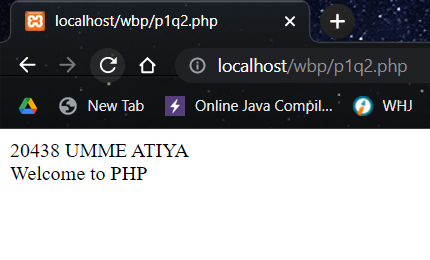 localhost/wbp/p1q2.php
localhost/wbp/p1q2.php
New Tab
Online Java Compil...
WHJ
20438 UMME ATIYA
Welcome to PHP